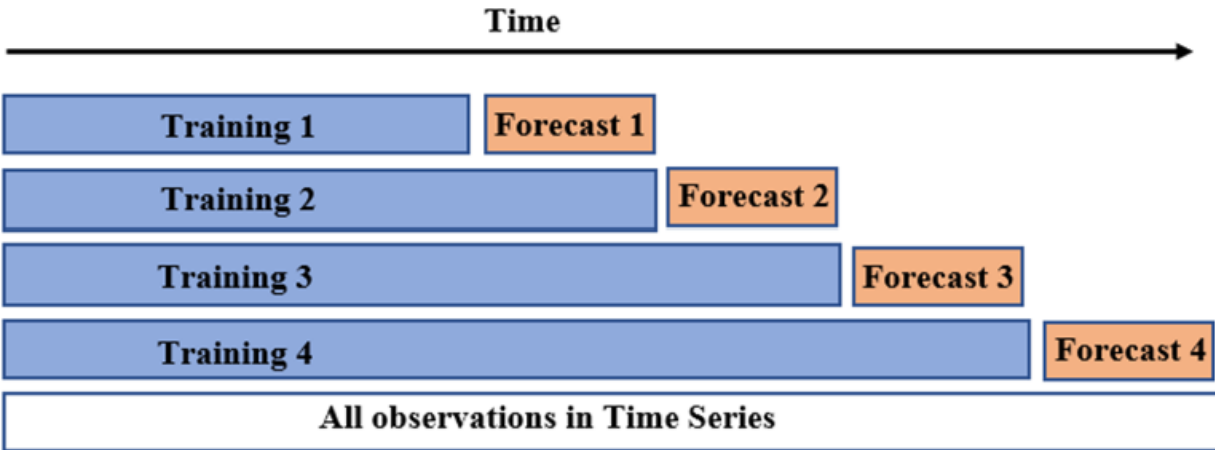 Time
Training 1
Forecast 1
Training 2
Forecast 2
Training 3
Forecast 3
Training 4
Forecast 4
All observations in Time Series